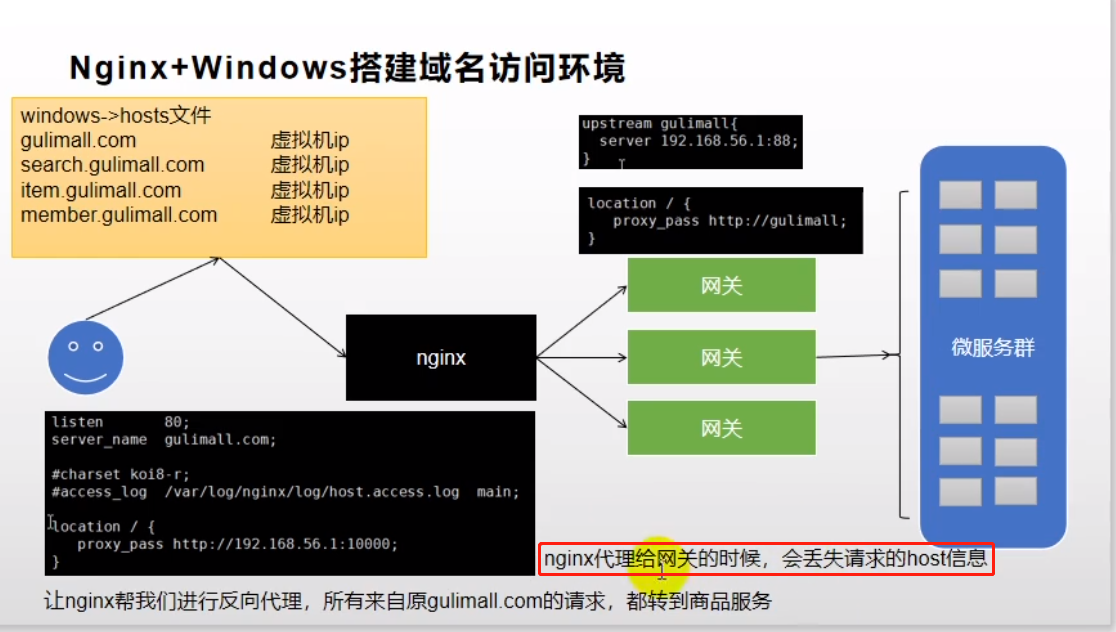 Nginx+Windows搭建域名访问环境
windows->hosts文件
gulimall.com 虚拟机ip
search.gulimall.com 虚拟机ip
item.gulimall.com 虚拟机ip
member.gulimall.com 虚拟机ip
upstream gulimall{
server 192.168.56.1:88;
}
location / {
proxy_pass http://gulimall;
}
nginx
网关
网关
网关
微服务群
listen 80;
server_name gulimall.com;
#charset koi8-r;
#access_log /var/log/nginx/log/host.access.log main;
location / {
proxy_pass http://192.168.56.1:10000;
}
nginx代理给网关的时候，会丢失请求的host信息
让nginx帮我们进行反向代理，所有来自原gulimall.com的请求，都转到商品服务